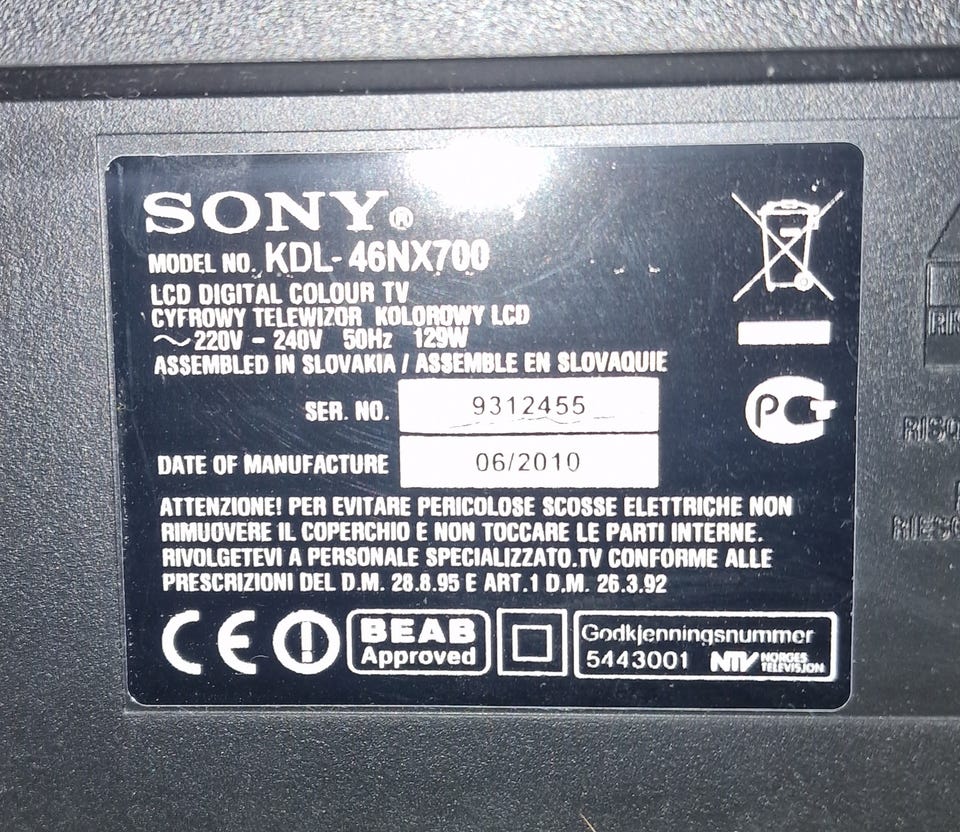 SONY®
MODEL NO. KDL-46NX700
LCD DIGITAL COLOUR TV
CYFROWY TELEWIZOR KOLOROWY LCD
~220V - 240V 50Hz 129W
ASSEMBLED IN SLOVAKIA / ASSEMBLE EN SLOVAQUIE
SER. NO. 9312455
DATE OF MANUFACTURE 06/2010
ATTENZIONE! PER EVITARE PERICOLOSE SCOSSE ELETTRICHE NON
RIMUOVERE IL COPERCHIO E NON TOCCARE LE PARTI INTERNE.
RIVOLGETEVI A PERSONALE SPECIALIZZATO.TV CONFORME ALLE
PRESCRIZIONI DEL D.M. 28.8.95 E ART.1 D.M. 26.3.92
CE
BEAB
Approved
Godkjenningsnummer
5443001 NTV NORGES
TELEVISJON